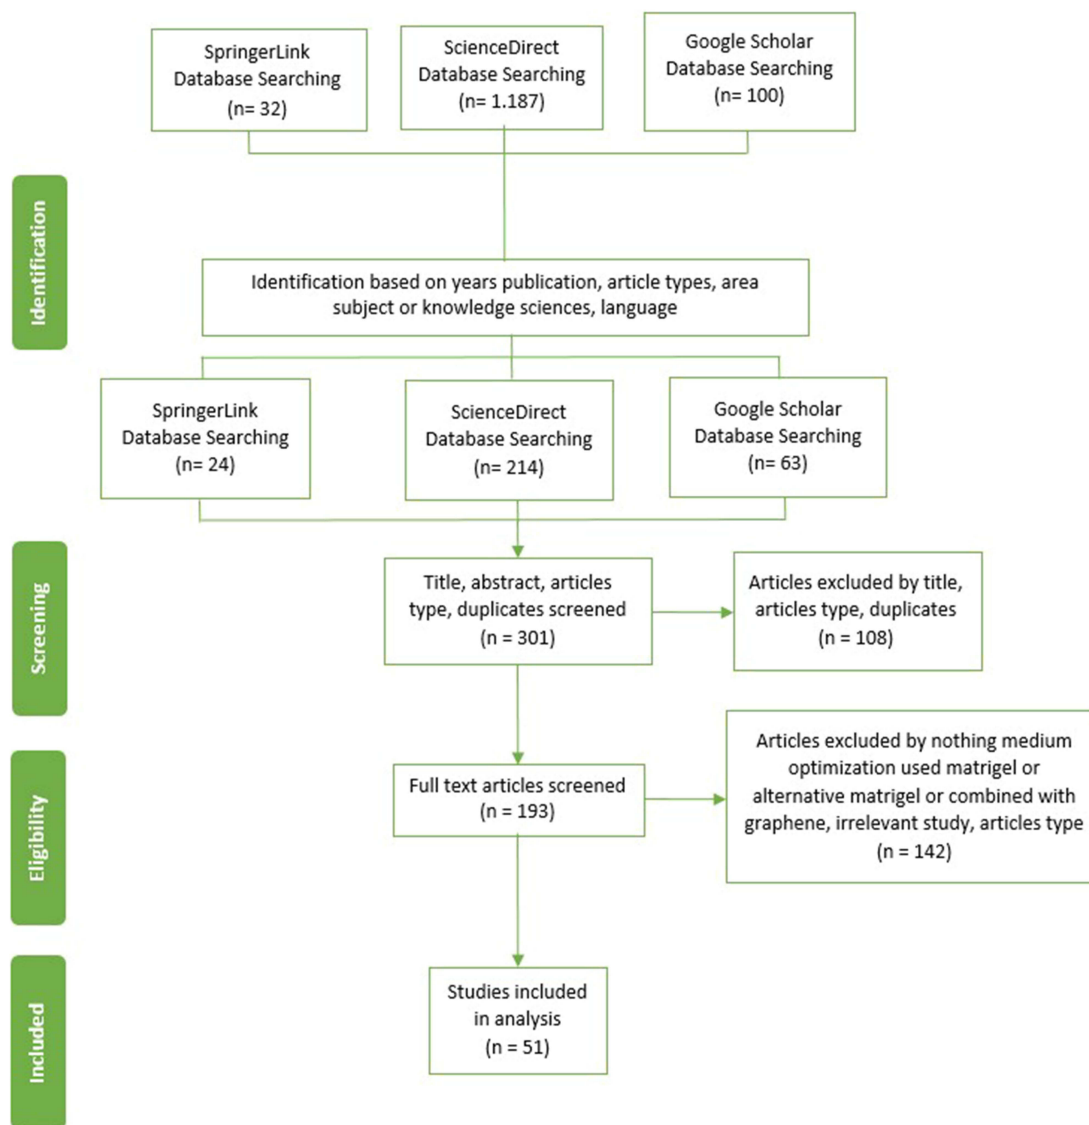 SpringerLink
Database Searching
(n= 32)
ScienceDirect
Database Searching
(n= 1.187)
Google Scholar
Database Searching
(n= 100)
Identification
Identification based on years publication, article types, area
subject or knowledge sciences, language
SpringerLink
Database Searching
(n= 24)
ScienceDirect
Database Searching
(n= 214)
Google Scholar
Database Searching
(n= 63)
Screening
Title, abstract, articles
type, duplicates screened
(n = 301)
Articles excluded by title,
articles type, duplicates
(n = 108)
Eligibility
Full text articles screened
(n = 193)
Articles excluded by nothing medium
optimization used matrigel or
alternative matrigel or combined with
graphene, irrelevant study, articles type
(n = 142)
Included
Studies included
in analysis
(n = 51)